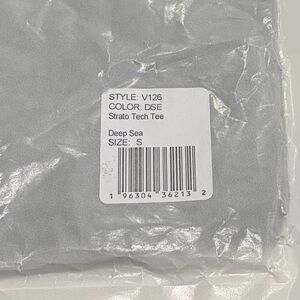 STYLE: V126
COLOR: DSE
Strato Tech Tee
Deep Sea
SIZE: S
1 96304 36213 2